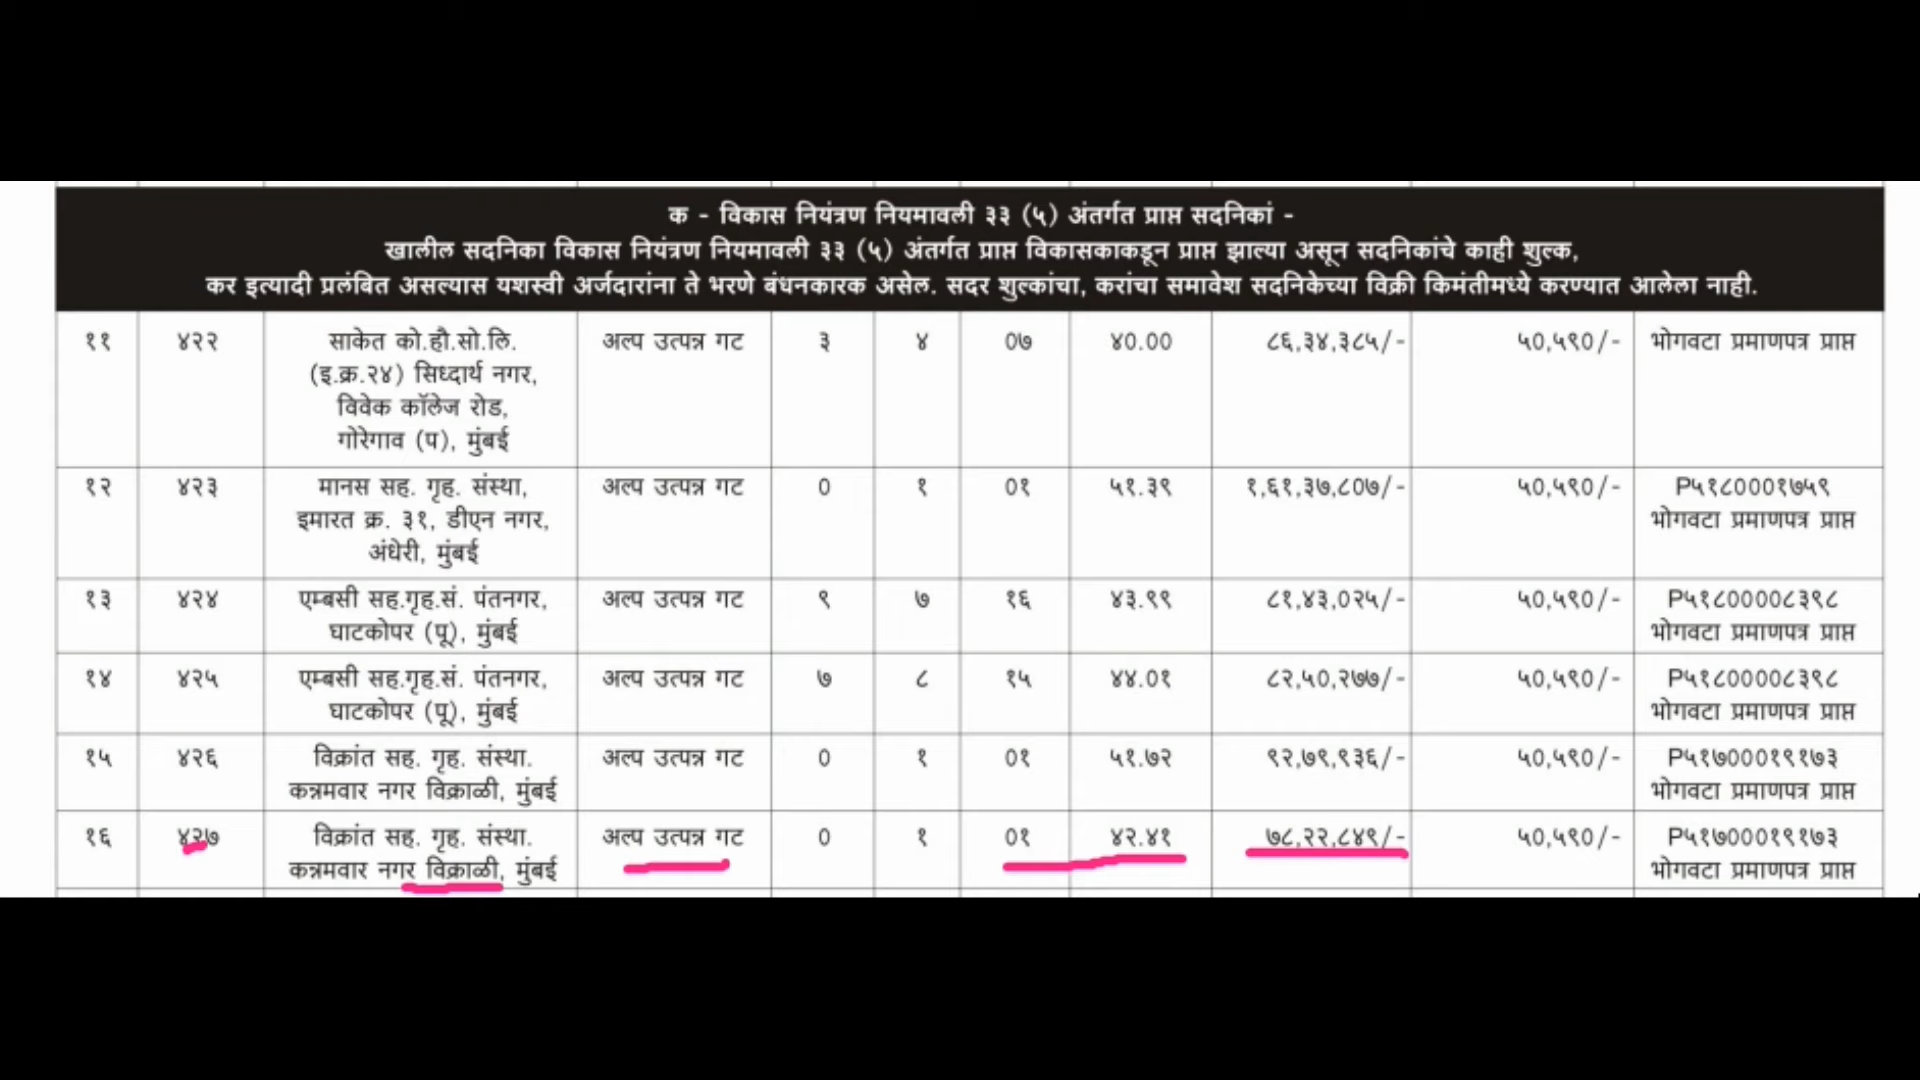 क - विकास नियंत्रण नियमावली ३३ (५) अंतर्गत प्राप्त सदनिकां -
खालील सदनिका विकास नियंत्रण नियमावली ३३ (५) अंतर्गत प्राप्त विकासकाकडून प्राप्त झाल्या असून सदनिकांचे काही शुल्क,
कर इत्यादी प्रलंबित असल्यास यशस्वी अर्जदारांना ते भरणे बंधनकारक असेल. सदर शुल्कांचा, करांचा समावेश सदनिकेच्या विक्री किमंतीमध्ये करण्यात आलेला नाही.
११ ४२२ साकेत को.हौ.सो.लि. अल्प उत्पन्न गट ३ ४ ०७ ४०.०० ८६,३४,३८५/- ५०,५९०/- भोगवटा प्रमाणपत्र प्राप्त
(इ.क्र.२४) सिध्दार्थ नगर,
विवेक कॉलेज रोड,
गोरेगाव (प), मुंबई
१२ ४२३ मानस सह. गृह. संस्था, अल्प उत्पन्न गट ० १ ०१ ५१.३९ १,६१,३७,८०७/- ५०,५९०/- P५१८०००१७५९
इमारत क्र. ३१, डीएन नगर, भोगवटा प्रमाणपत्र प्राप्त
अंधेरी, मुंबई
१३ ४२४ एम्बसी सह.गृह.सं. पंतनगर, अल्प उत्पन्न गट ९ ७ १६ ४३.९९ ८१,४३,०२५/- ५०,५९०/- P५१८००००८३९८
घाटकोपर (पू), मुंबई भोगवटा प्रमाणपत्र प्राप्त
१४ ४२५ एम्बसी सह.गृह.सं. पंतनगर, अल्प उत्पन्न गट ७ ८ १५ ४४.०१ ८२,५०,२७७/- ५०,५९०/- P५१८००००८३९८
घाटकोपर (पू), मुंबई भोगवटा प्रमाणपत्र प्राप्त
१५ ४२६ विक्रांत सह. गृह. संस्था. अल्प उत्पन्न गट ० १ ०१ ५१.७२ ९२,७९,९३६/- ५०,५९०/- P५१७०००१९१७३
कन्नमवार नगर विक्राळी, मुंबई भोगवटा प्रमाणपत्र प्राप्त
१६ ४२७ विक्रांत सह. गृह. संस्था. अल्प उत्पन्न गट ० १ ०१ ४२.४१ ७८,२२,८४९/- ५०,५९०/- P५१७०००१९१७३
कन्नमवार नगर विक्राळी, मुंबई भोगवटा प्रमाणपत्र प्राप्त